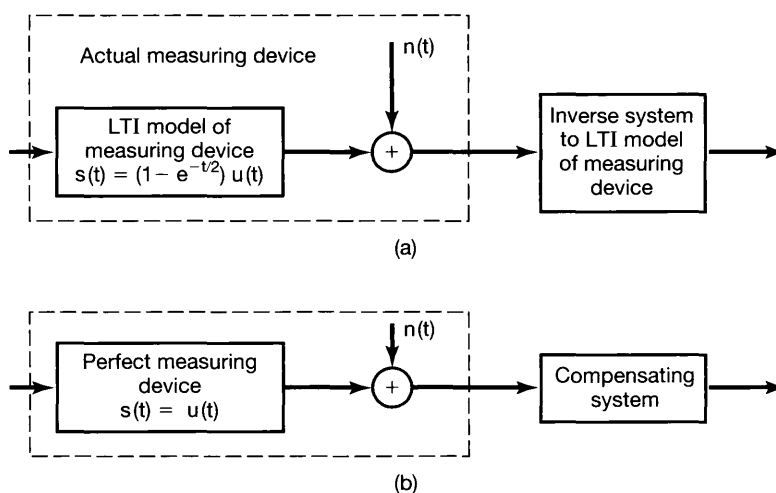 Actual measuring device
n(t)
LTI model of
measuring device
s(t) = (1− e^−t/2) u(t)
+
Inverse system
to LTI model
of measuring
device
(a)
n(t)
Perfect measuring
device
s(t) = u(t)
+
Compensating
system
(b)